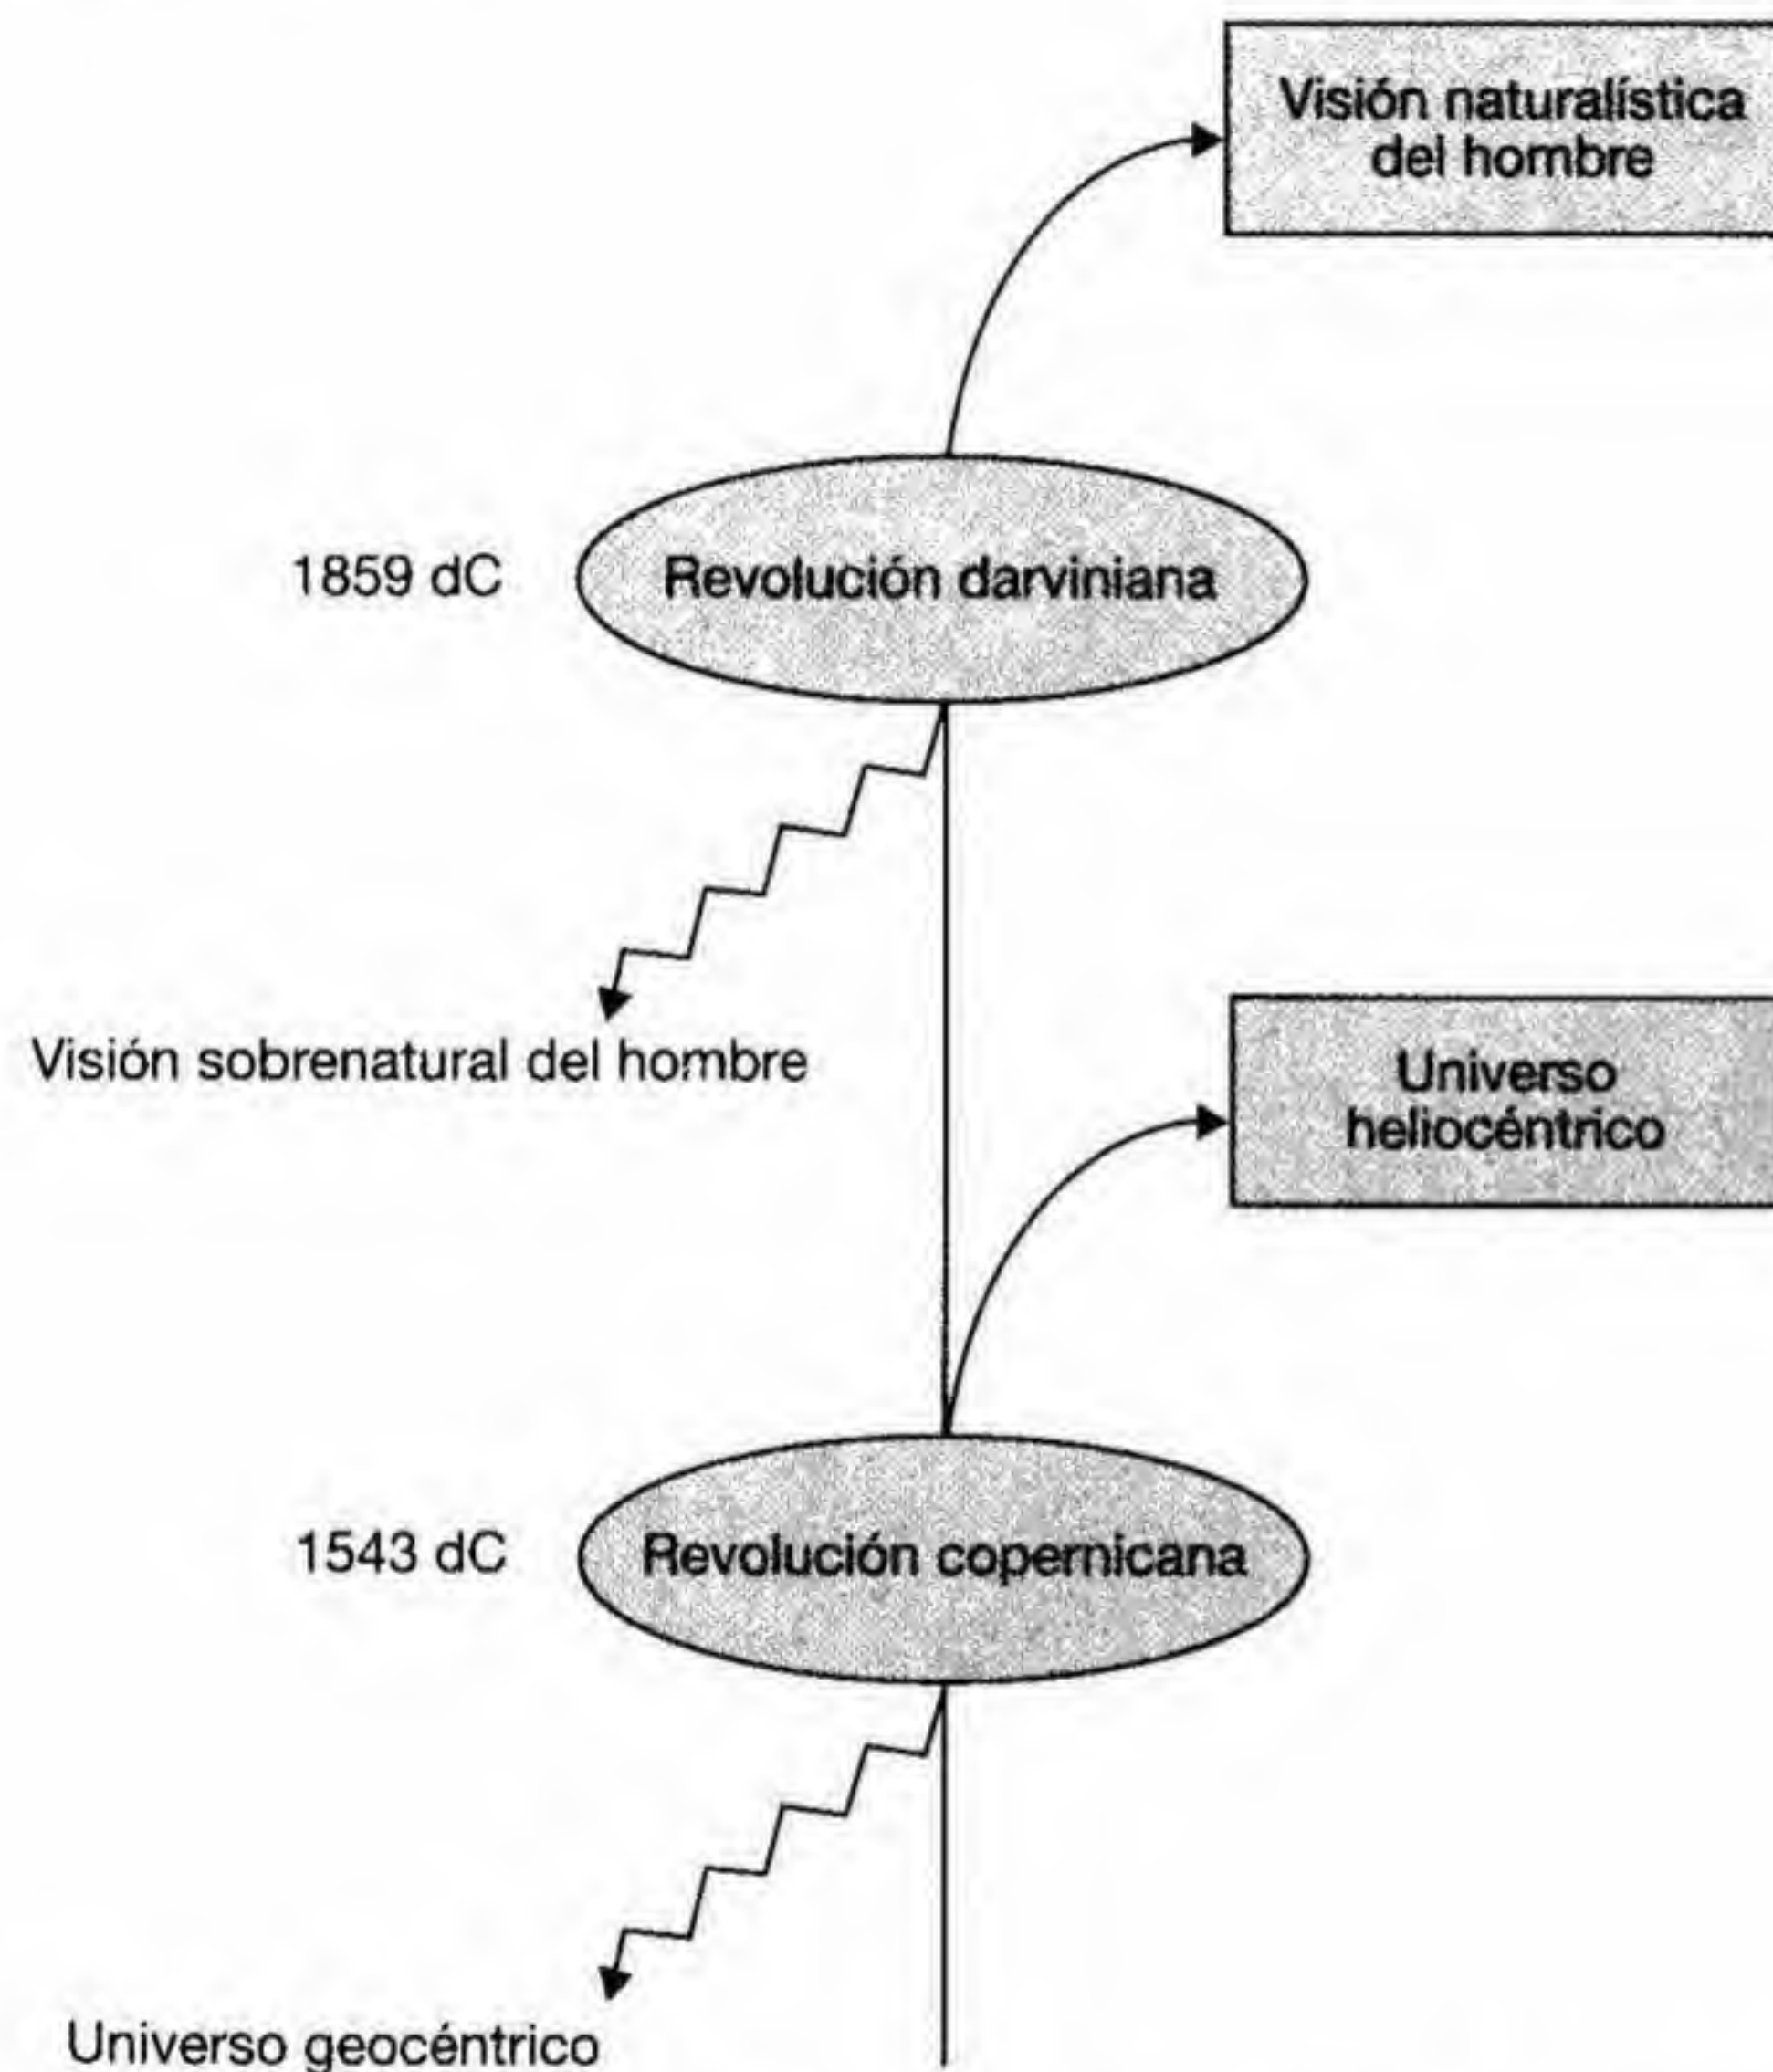 Visión naturalística
del hombre
1859 dC
Revolución darviniana
Visión sobrenatural del hombre
Universo
heliocéntrico
1543 dC
Revolución copernicana
Universo geocéntrico